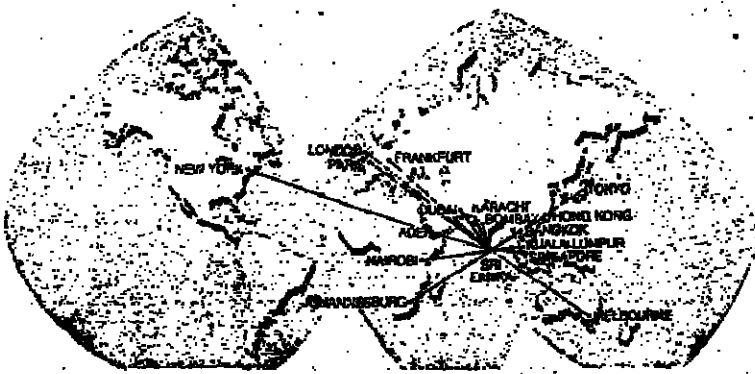 NEW YORK
LONDON
PARIS
FRANKFURT
DUBAI
KARACHI
BOMBAY
HONG KONG
TOKYO
BANGKOK
ADEN
KUALA LUMPUR
SINGAPORE
NAIROBI
SRI
JOHANNESBURG
MELBOURNE